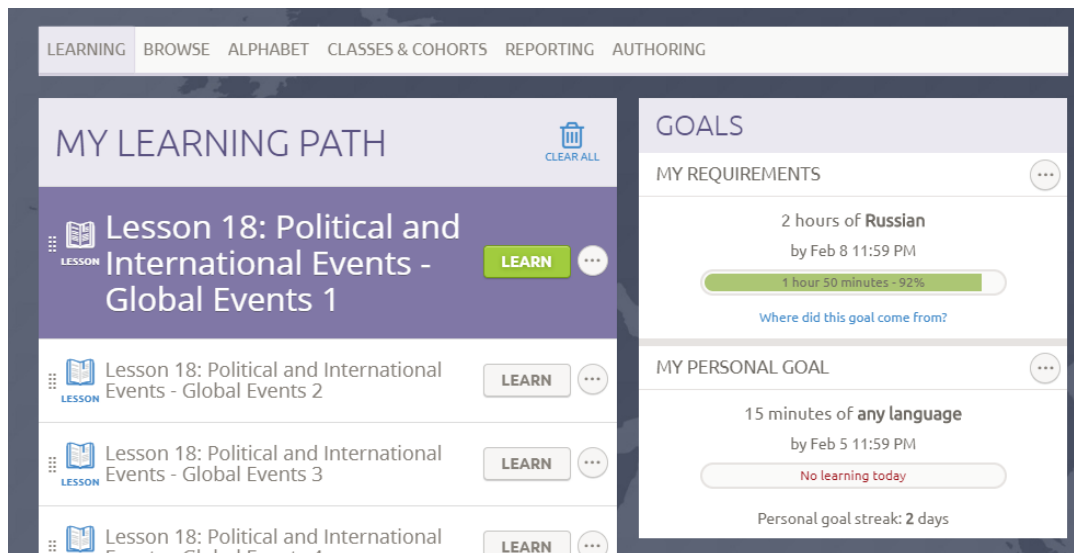 LEARNING BROWSE ALPHABET CLASSES & COHORTS REPORTING AUTHORING
MY LEARNING PATH
CLEAR ALL
LESSON
Lesson 18: Political and
International Events -
Global Events 1
LEARN
LESSON
Lesson 18: Political and International
Events - Global Events 2
LEARN
LESSON
Lesson 18: Political and International
Events - Global Events 3
LEARN
Lesson 18: Political and International
LEARN
GOALS
MY REQUIREMENTS
2 hours of Russian
by Feb 8 11:59 PM
1 hour 50 minutes - 92%
Where did this goal come from?
MY PERSONAL GOAL
15 minutes of any language
by Feb 5 11:59 PM
No learning today
Personal goal streak: 2 days